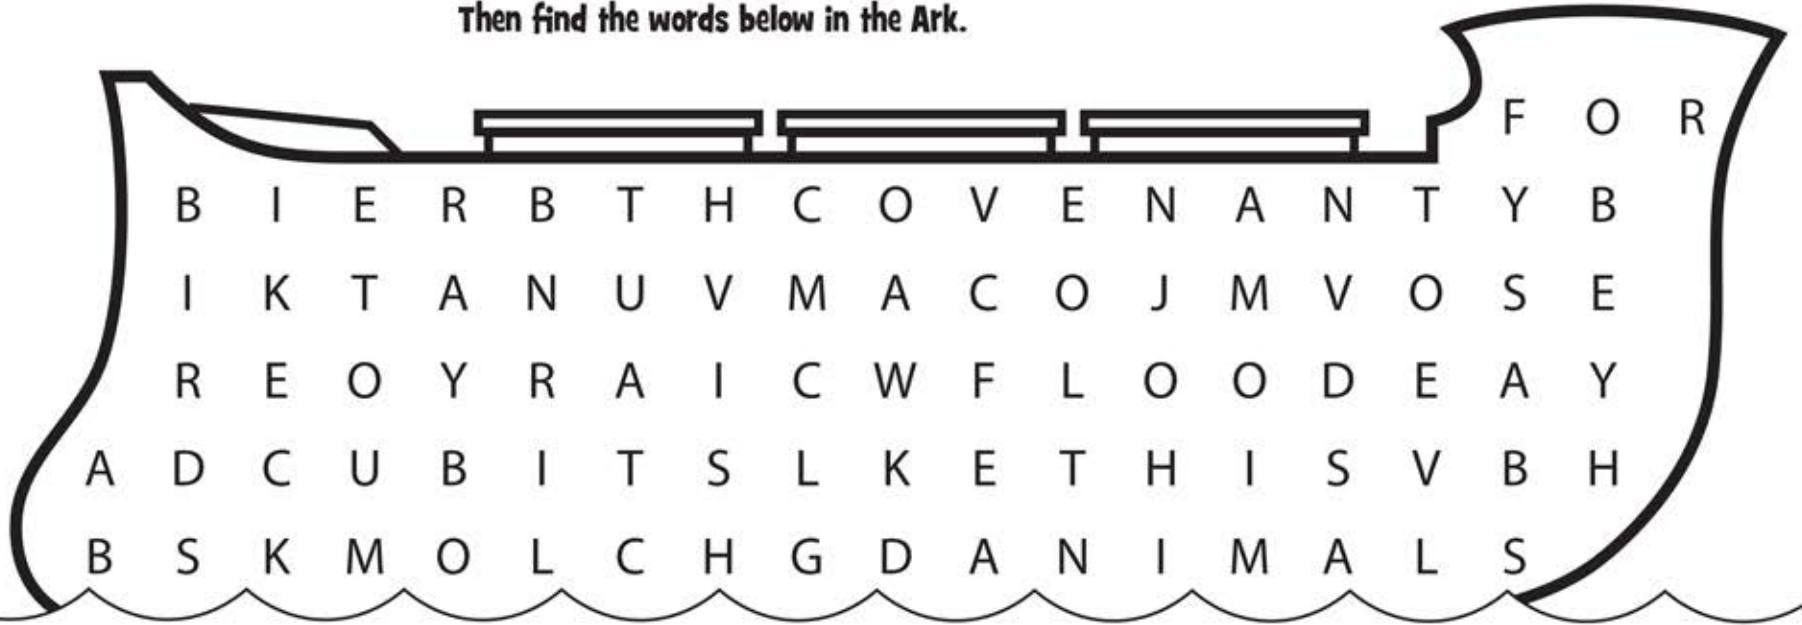 Then find the words below in the Ark.
F O R
B I E R B T H C O V E N A N T Y B
I K T A N U V M A C O J M V O S E
R E O Y R A I C W F L O O D E A Y
A D C U B I T S L K E T H I S V B H
B S K M O L C H G D A N I M A L S